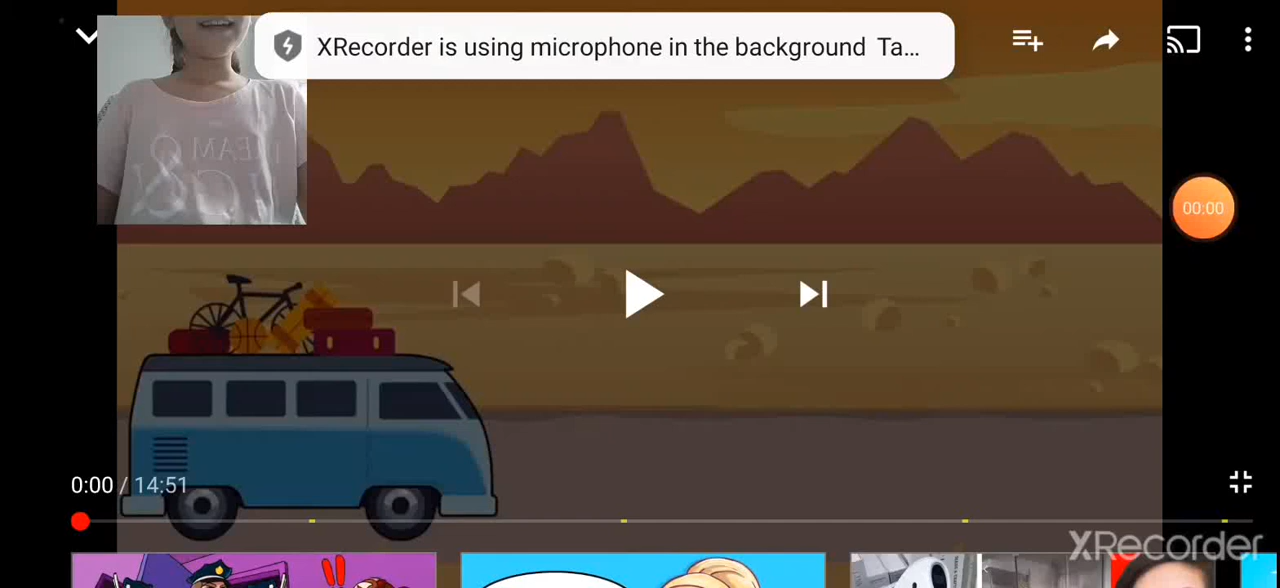 XRecorder is using microphone in the background Ta...
00:00
0:00 / 14:51
!!
XRecorder